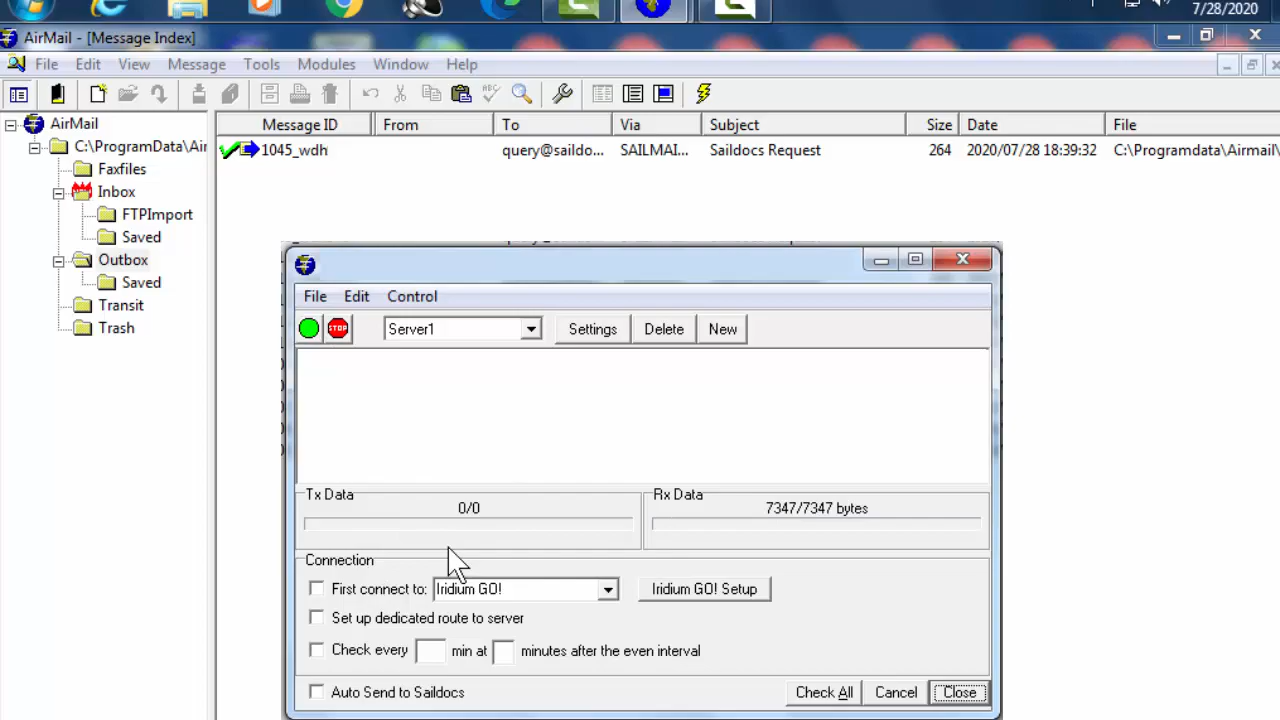 7/28/2020
AirMail - [Message Index]
File Edit View Message Tools Modules Window Help
Message ID From To Via Subject Size Date File
AirMail
1045_wdh query@saildo... SAILMAI... Saildocs Request 264 2020/07/28 18:39:32 C:\Programdata\Airmail\
C:\ProgramData\Air
Faxfiles
Inbox
FTPImport
Saved
Outbox
Saved
Transit
Trash
File Edit Control
STOP Server1 Settings Delete New
Tx Data Rx Data
0/0 7347/7347 bytes
Connection
First connect to: Iridium GO! Iridium GO! Setup
Set up dedicated route to server
Check every min at minutes after the even interval
Auto Send to Saildocs Check All Cancel Close